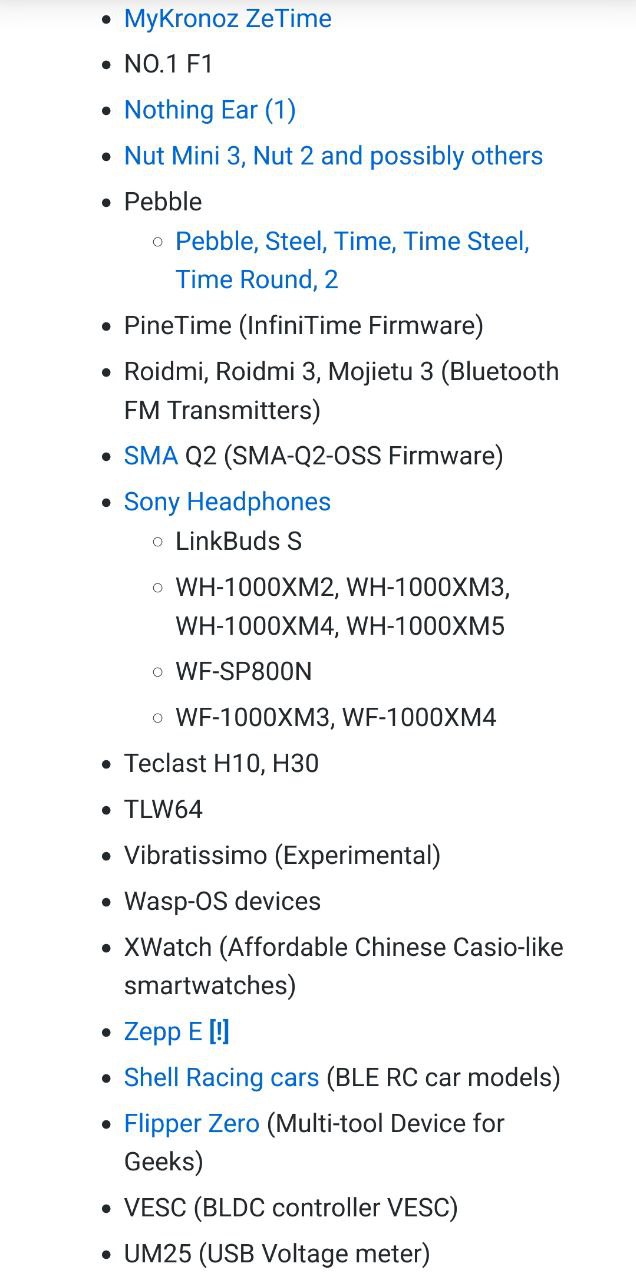 MyKronoz ZeTime
NO.1 F1
Nothing Ear (1)
Nut Mini 3, Nut 2 and possibly others
Pebble
Pebble, Steel, Time, Time Steel,
Time Round, 2
PineTime (InfiniTime Firmware)
Roidmi, Roidmi 3, Mojietu 3 (Bluetooth
FM Transmitters)
SMA Q2 (SMA-Q2-OSS Firmware)
Sony Headphones
LinkBuds S
WH-1000XM2, WH-1000XM3,
WH-1000XM4, WH-1000XM5
WF-SP800N
WF-1000XM3, WF-1000XM4
Teclast H10, H30
TLW64
Vibratissimo (Experimental)
Wasp-OS devices
XWatch (Affordable Chinese Casio-like
smartwatches)
Zepp E [!]
Shell Racing cars (BLE RC car models)
Flipper Zero (Multi-tool Device for
Geeks)
VESC (BLDC controller VESC)
UM25 (USB Voltage meter)